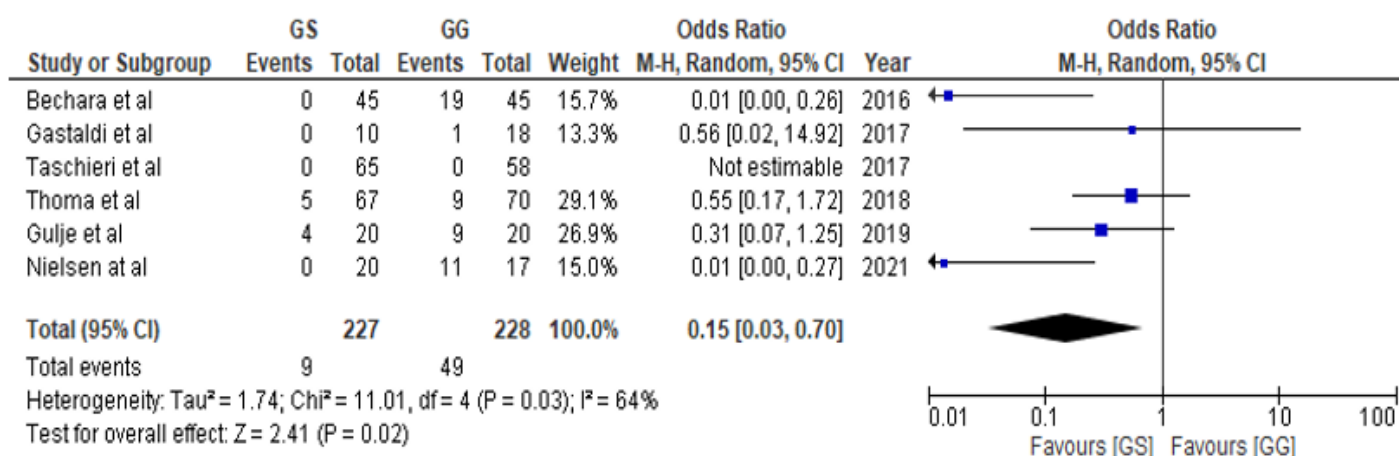 GS GG Odds Ratio Odds Ratio
Study or Subgroup Events Total Events Total Weight M-H, Random, 95% CI Year M-H, Random, 95% CI
Bechara et al 0 45 19 45 15.7% 0.01 [0.00, 0.26] 2016
Gastaldi et al 0 10 1 18 13.3% 0.56 [0.02, 14.92] 2017
Taschieri et al 0 65 0 58 Not estimable 2017
Thoma et al 5 67 9 70 29.1% 0.55 [0.17, 1.72] 2018
Gulje et al 4 20 9 20 26.9% 0.31 [0.07, 1.25] 2019
Nielsen at al 0 20 11 17 15.0% 0.01 [0.00, 0.27] 2021
Total (95% CI) 227 228 100.0% 0.15 [0.03, 0.70]
Total events 9 49
Heterogeneity: Tau² = 1.74; Chi² = 11.01, df = 4 (P = 0.03); I² = 64%
Test for overall effect: Z = 2.41 (P = 0.02)
0.01 0.1 1 10 100
Favours [GS] Favours [GG]